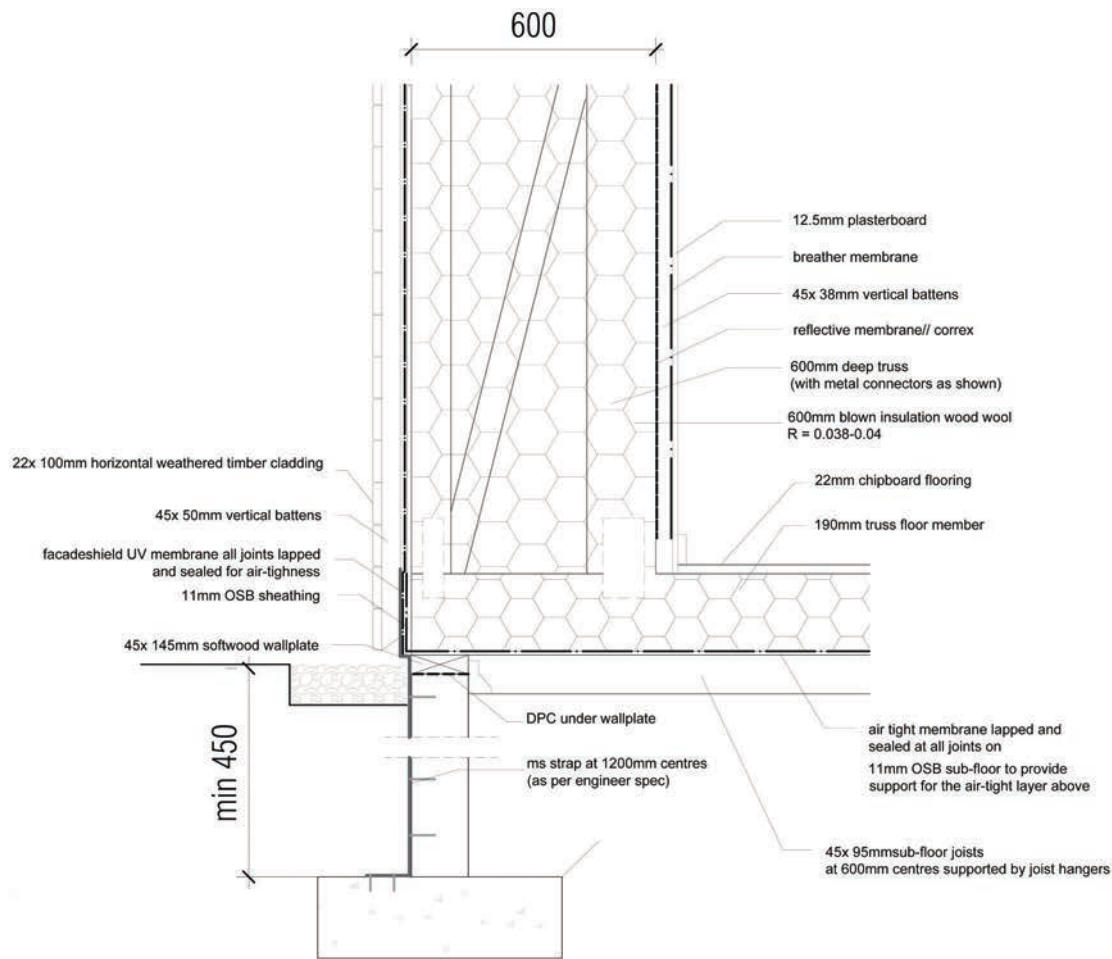 600
12.5mm plasterboard
breather membrane
45x 38mm vertical battens
reflective membrane// correx
600mm deep truss
(with metal connectors as shown)
600mm blown insulation wood wool
R = 0.038-0.04
22mm chipboard flooring
190mm truss floor member
22x 100mm horizontal weathered timber cladding
45x 50mm vertical battens
facadeshield UV membrane all joints lapped
and sealed for air-tighness
11mm OSB sheathing
45x 145mm softwood wallplate
min 450
DPC under wallplate
ms strap at 1200mm centres
(as per engineer spec)
air tight membrane lapped and
sealed at all joints on
11mm OSB sub-floor to provide
support for the air-tight layer above
45x 95mmsub-floor joists
at 600mm centres supported by joist hangers